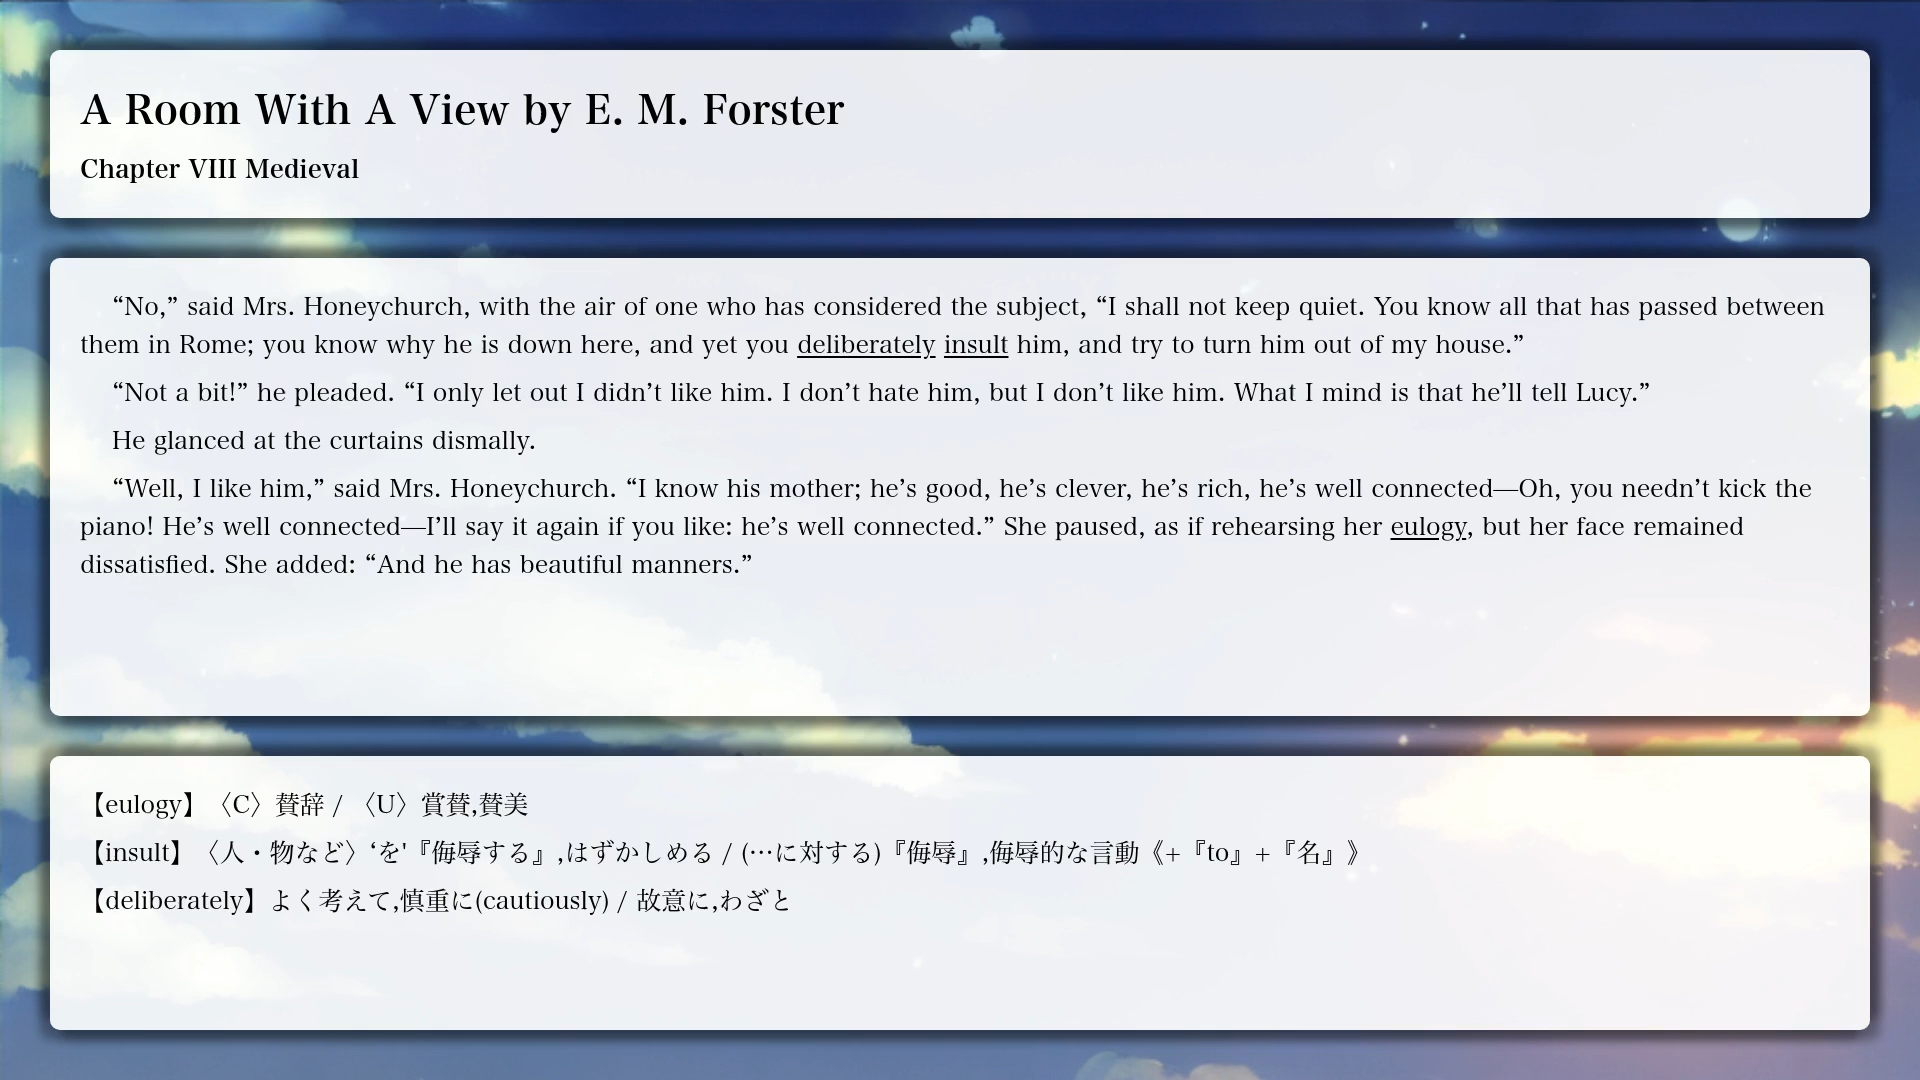 A Room With A View by E. M. Forster
Chapter VIII Medieval
“No,” said Mrs. Honeychurch, with the air of one who has considered the subject, “I shall not keep quiet. You know all that has passed between
them in Rome; you know why he is down here, and yet you deliberately insult him, and try to turn him out of my house.”
“Not a bit!” he pleaded. “I only let out I didn’t like him. I don’t hate him, but I don’t like him. What I mind is that he’ll tell Lucy.”
He glanced at the curtains dismally.
“Well, I like him,” said Mrs. Honeychurch. “I know his mother; he’s good, he’s clever, he’s rich, he’s well connected—Oh, you needn’t kick the
piano! He’s well connected—I’ll say it again if you like: he’s well connected.” She paused, as if rehearsing her eulogy, but her face remained
dissatisfied. She added: “And he has beautiful manners.”
【eulogy】〈C〉賛辞 / 〈U〉賞賛,賛美
【insult】〈人・物など〉‘を'『侮辱する』,はずかしめる / (…に対する)『侮辱』,侮辱的な言動《+『to』+『名』》
【deliberately】よく考えて,慎重に(cautiously) / 故意に,わざと